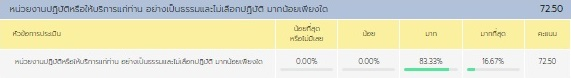 หน่วยงานปฏิบัติหรือให้บริการแก่ท่าน อย่างเป็นธรรมและไม่เลือกปฏิบัติ มากน้อยเพียงใด 72.50
หัวข้อการประเมิน น้อยที่สุด หรือไม่มีเลย น้อย มาก มากที่สุด คะแนน
หน่วยงานปฏิบัติหรือให้บริการแก่ท่าน อย่างเป็นธรรมและไม่เลือกปฏิบัติ มากน้อยเพียงใด 0.00% 0.00% 83.33% 16.67% 72.50